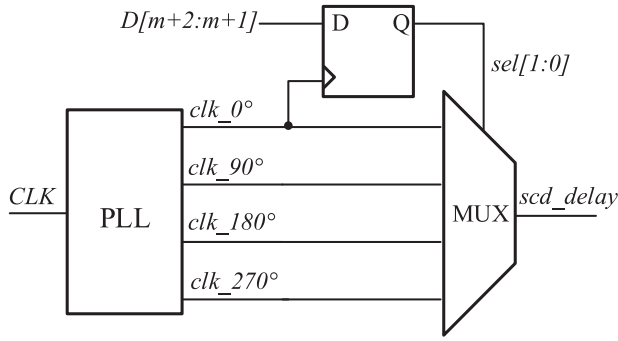 D[m+2:m+1]
D
Q
sel[1:0]
clk_0°
clk_90°
CLK
PLL
clk_180°
MUX
scd_delay
clk_270°